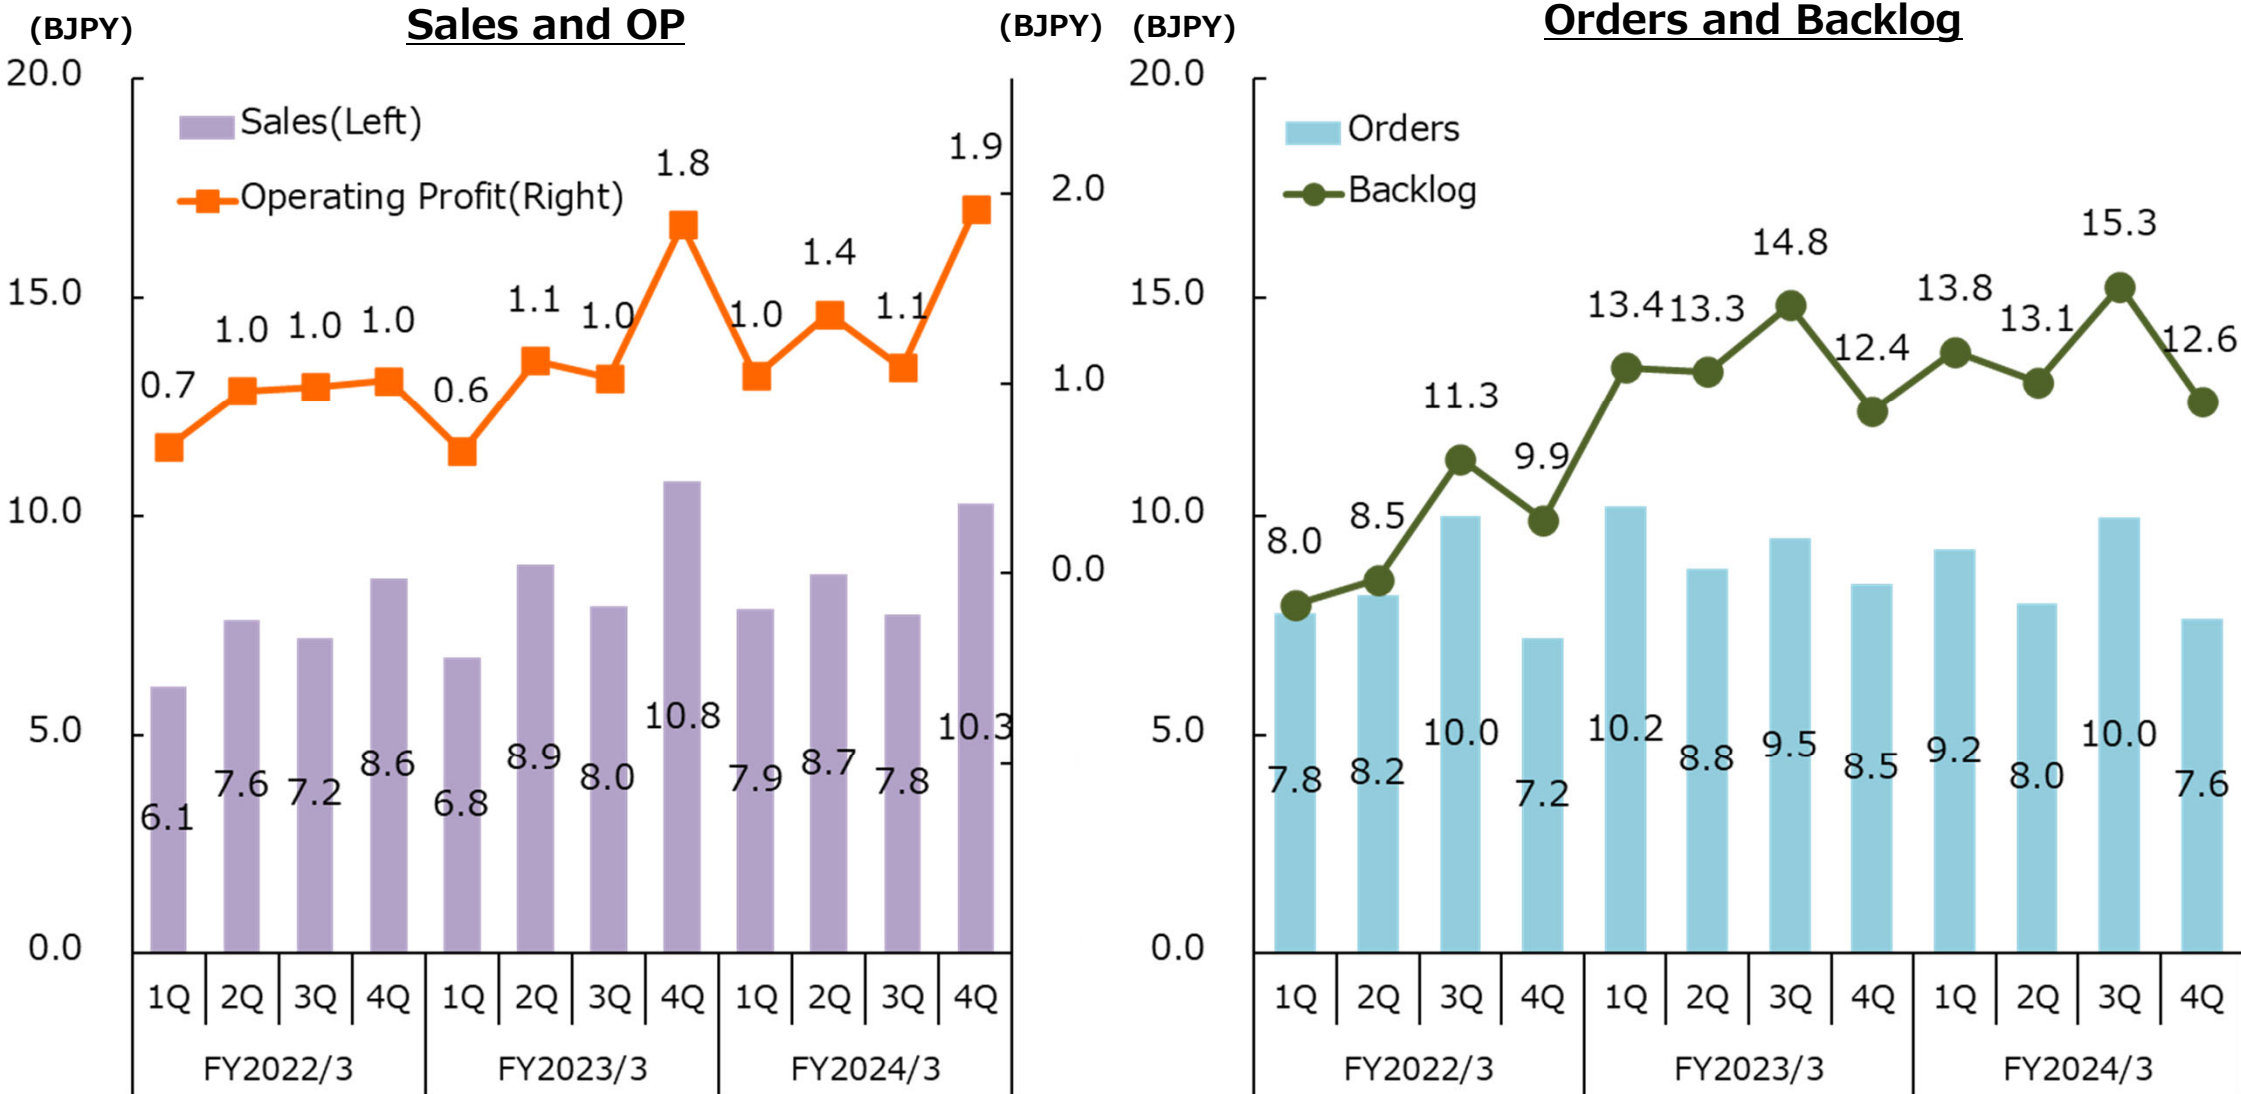 Sales and OP
(BJPY)
(BJPY)
20.0
15.0
10.0
5.0
0.0
Sales(Left)
Operating Profit(Right)
2.0
1.0
0.0
0.7 1.0 1.0 1.0 0.6 1.1 1.0 1.8 1.0 1.4 1.1 1.9
6.1 7.6 7.2 8.6 6.8 8.9 8.0 10.8 7.9 8.7 7.8 10.3
1Q 2Q 3Q 4Q 1Q 2Q 3Q 4Q 1Q 2Q 3Q 4Q
FY2022/3 FY2023/3 FY2024/3
Orders and Backlog
(BJPY)
20.0
15.0
10.0
5.0
0.0
Orders
Backlog
8.0 8.5 11.3 9.9 13.4 13.3 14.8 12.4 13.8 13.1 15.3 12.6
7.8 8.2 10.0 7.2 10.2 8.8 9.5 8.5 9.2 8.0 10.0 7.6
1Q 2Q 3Q 4Q 1Q 2Q 3Q 4Q 1Q 2Q 3Q 4Q
FY2022/3 FY2023/3 FY2024/3